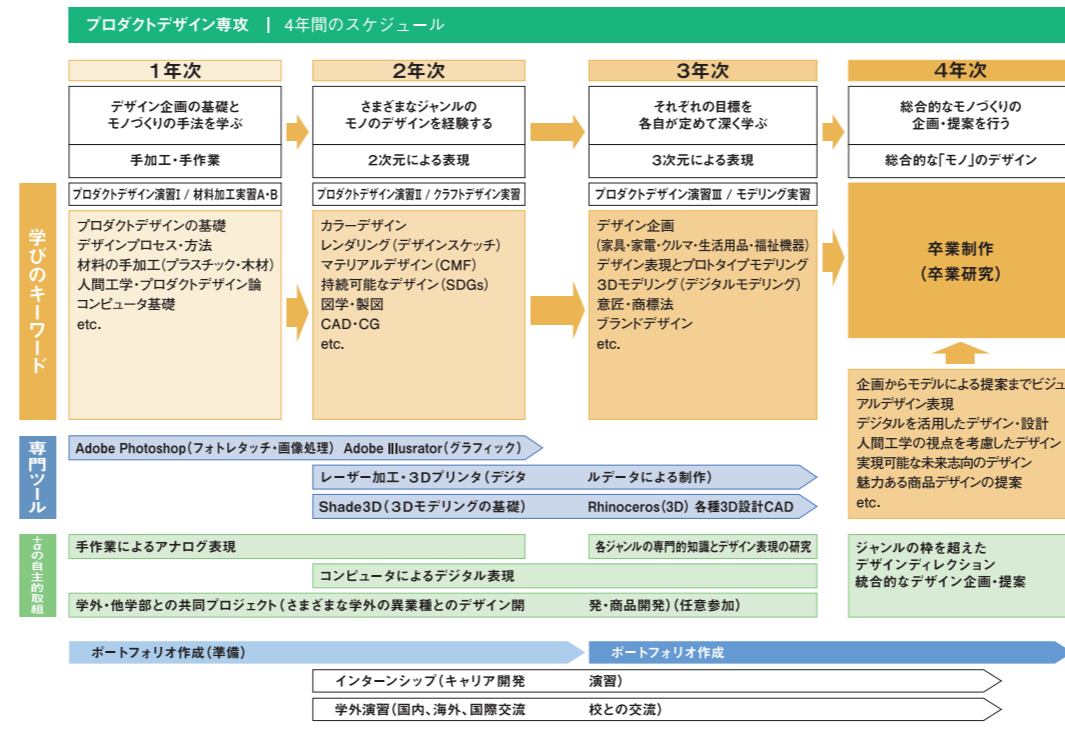 プロダクトデザイン専攻 | 4年間のスケジュール
1年次
2年次
3年次
4年次
デザイン企画の基礎と
モノづくりの手法を学ぶ
さまざまなジャンルの
モノのデザインを経験する
それぞれの目標を
各自が定めて深く学ぶ
総合的なモノづくりの
企画・提案を行う
手加工・手作業
2次元による表現
3次元による表現
総合的な「モノ」のデザイン
学びのキーワード
プロダクトデザイン演習Ⅰ / 材料加工実習A・B
プロダクトデザインの基礎
デザインプロセス・方法
材料の手加工(プラスチック・木材)
人間工学・プロダクトデザイン論
コンピュータ基礎
etc.
プロダクトデザイン演習Ⅱ / クラフトデザイン実習
カラーデザイン
レンダリング(デザインスケッチ)
マテリアルデザイン(CMF)
持続可能なデザイン(SDGs)
図学・製図
CAD・CG
etc.
プロダクトデザイン演習Ⅲ / モデリング実習
デザイン企画
(家具・家電・クルマ・生活用品・福祉機器)
デザイン表現とプロトタイプモデリング
3Dモデリング(デジタルモデリング)
意匠・商標法
ブランドデザイン
etc.
卒業制作
(卒業研究)
企画からモデルによる提案までビジュ
アルデザイン表現
デジタルを活用したデザイン・設計
人間工学の視点を考慮したデザイン
実現可能な未来志向のデザイン
魅力ある商品デザインの提案
etc.
専門ツール
Adobe Photoshop(フォトレタッチ・画像処理) Adobe Illusrator(グラフィック)
レーザー加工・3Dプリンタ(デジタルデータによる制作)
Shade3D(3Dモデリングの基礎) Rhinoceros(3D) 各種3D設計CAD
+αの自主的取組
手作業によるアナログ表現
各ジャンルの専門的知識とデザイン表現の研究
コンピュータによるデジタル表現
学外・他学部との共同プロジェクト(さまざまな学外の異業種とのデザイン開発・商品開発)(任意参加)
ジャンルの枠を超えた
デザインディレクション
統合的なデザイン企画・提案
ポートフォリオ作成(準備)
ポートフォリオ作成
インターンシップ(キャリア開発演習)
学外演習(国内、海外、国際交流校との交流)